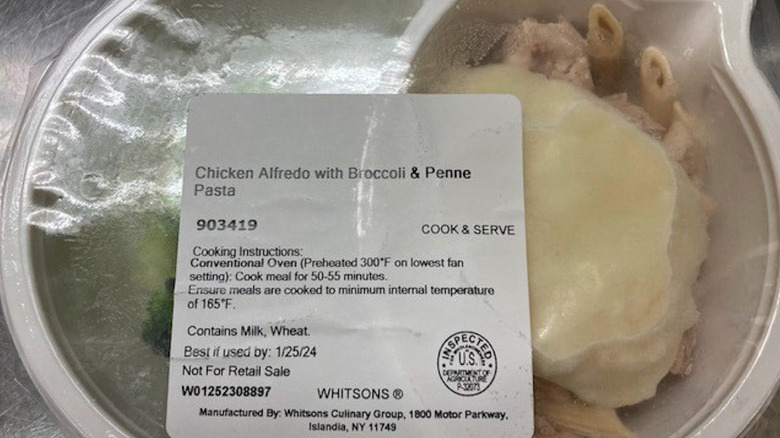 Chicken Alfredo with Broccoli & Penne
Pasta
903419
COOK & SERVE
Cooking Instructions:
Conventional Oven (Preheated 300°F on lowest fan
setting): Cook meal for 50-55 minutes.
Ensure meals are cooked to minimum internal temperature
of 165°F.
Contains Milk, Wheat.
Best if used by: 1/25/24
Not For Retail Sale
W01252308897
WHITSONS ®
INSPECTED
U.S.
DEPARTMENT OF
AGRICULTURE
P-32073
Manufactured By: Whitsons Culinary Group, 1800 Motor Parkway,
Islandia, NY 11749